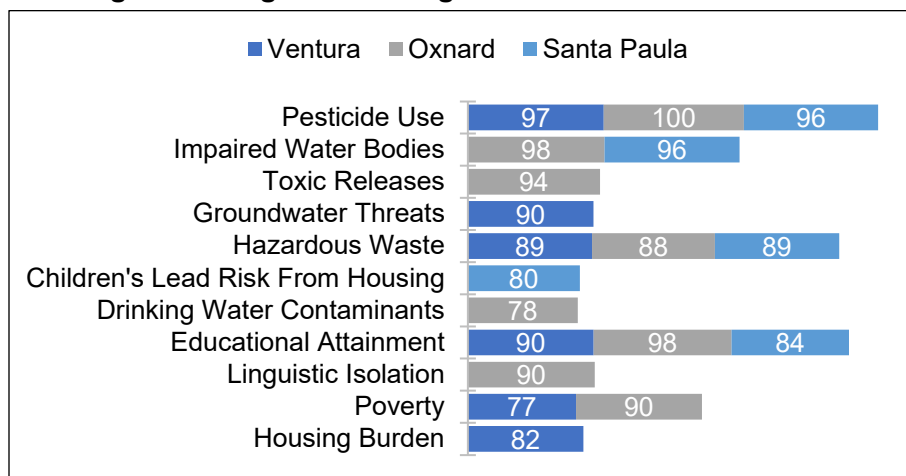 Ventura Oxnard Santa Paula
Pesticide Use 97 100 96
Impaired Water Bodies 98 96
Toxic Releases 94
Groundwater Threats 90
Hazardous Waste 89 88 89
Children's Lead Risk From Housing 80
Drinking Water Contaminants 78
Educational Attainment 90 98 84
Linguistic Isolation 90
Poverty 77 90
Housing Burden 82